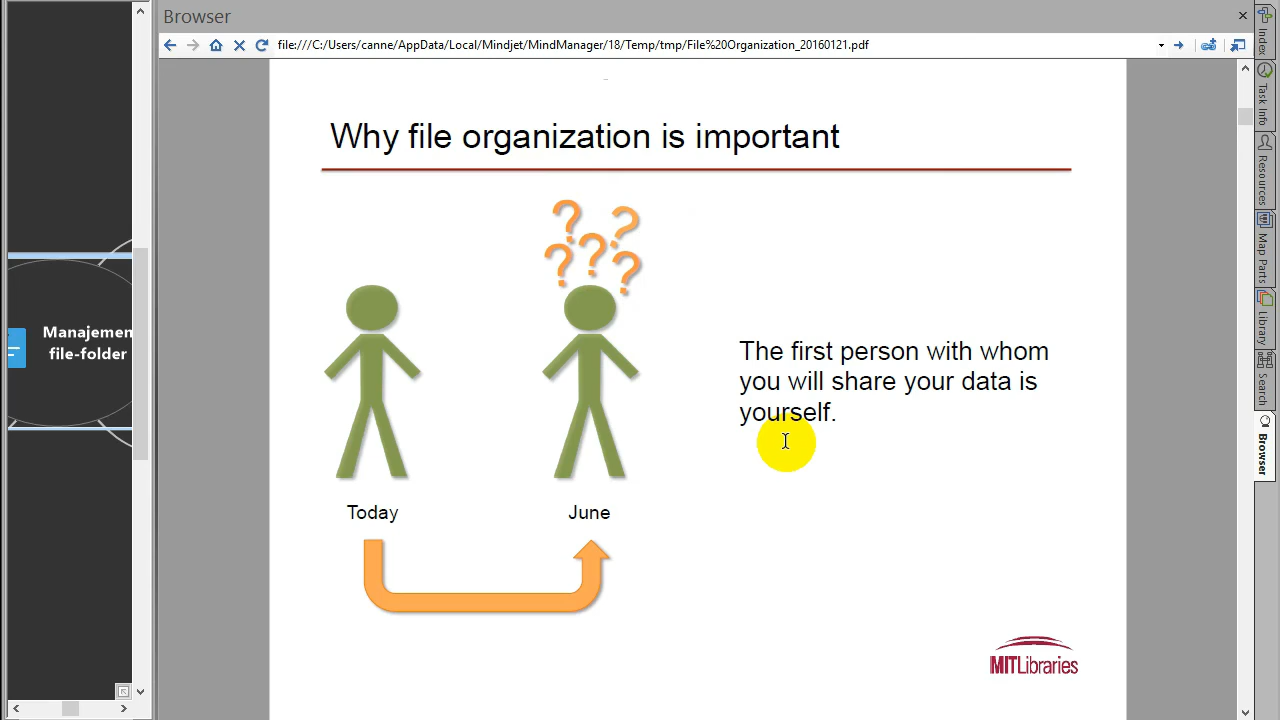 Browser
file:///C:/Users/canne/AppData/Local/Mindjet/MindManager/18/Temp/tmp/File%20Organization_20160121.pdf
Index
Task Info
Resources
Map Parts
Library
Search
Browser
Manajemen
file-folder
Why file organization is important
? ? ? ? ?
The first person with whom
you will share your data is
yourself.
Today
June
MITLibraries